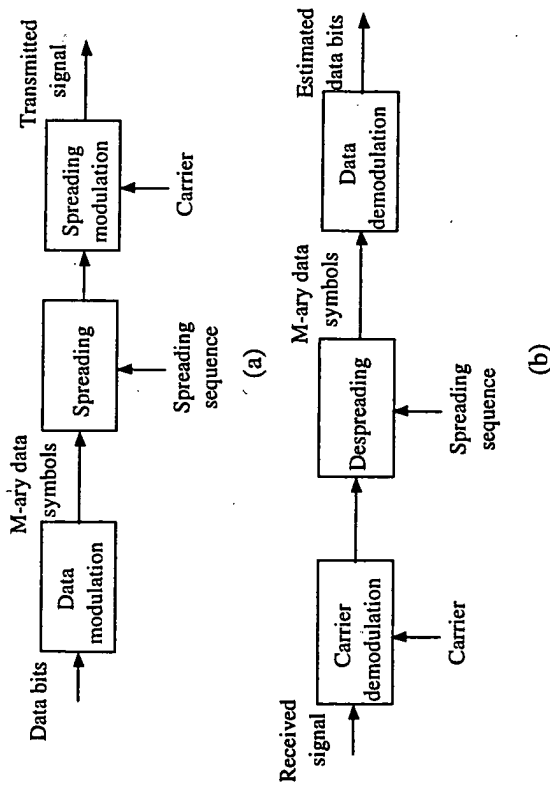 Data bits
Data
modulation
M-ary data
symbols
Spreading
Spreading
sequence
Spreading
modulation
Carrier
Transmitted
signal
(a)
Received
signal
Carrier
demodulation
Carrier
Despreading
Spreading
sequence
M-ary data
symbols
Data
demodulation
Estimated
data bits
(b)